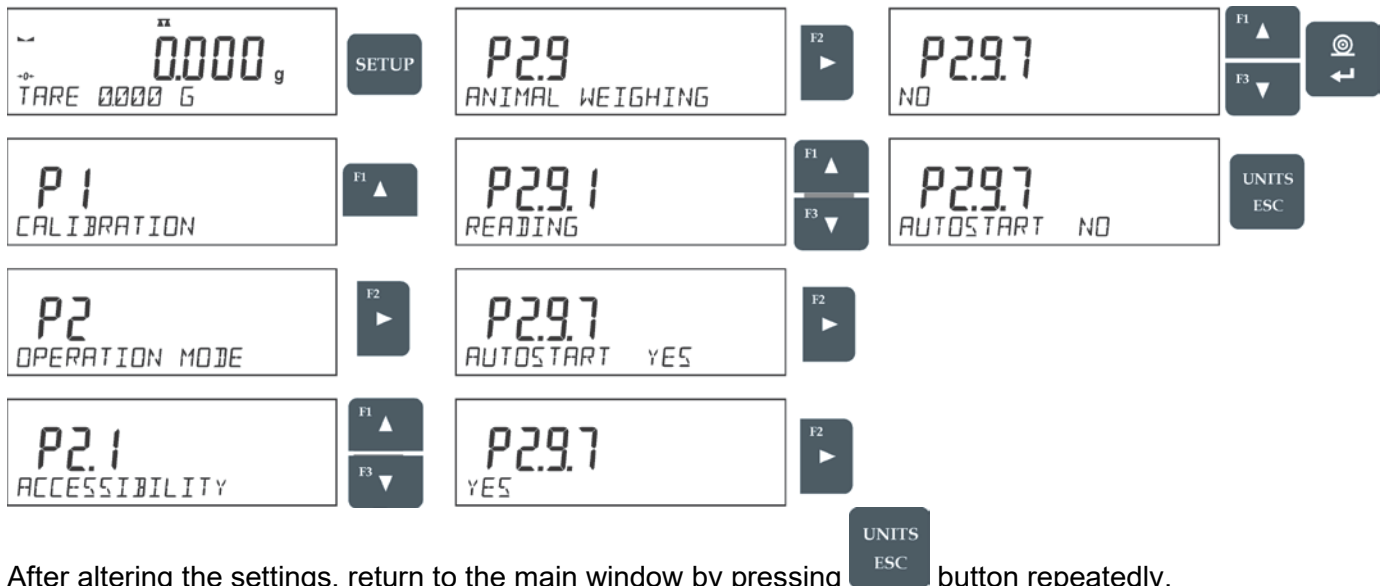 0.000 g
→0←
TARE 0.000 G
SETUP
P1
CALIBRATION
F1
P2
OPERATION MODE
F2
P2.1
ACCESSIBILITY
F1
F3
P2.9
ANIMAL WEIGHING
F2
P2.9.1
READING
F1
F3
P2.9.7
AUTOSTART YES
F2
P2.9.7
YES
F2
P2.9.7
NO
F1
F3
P2.9.7
AUTOSTART NO
UNITS
ESC
After altering the settings, return to the main window by pressing UNITS ESC button repeatedly.